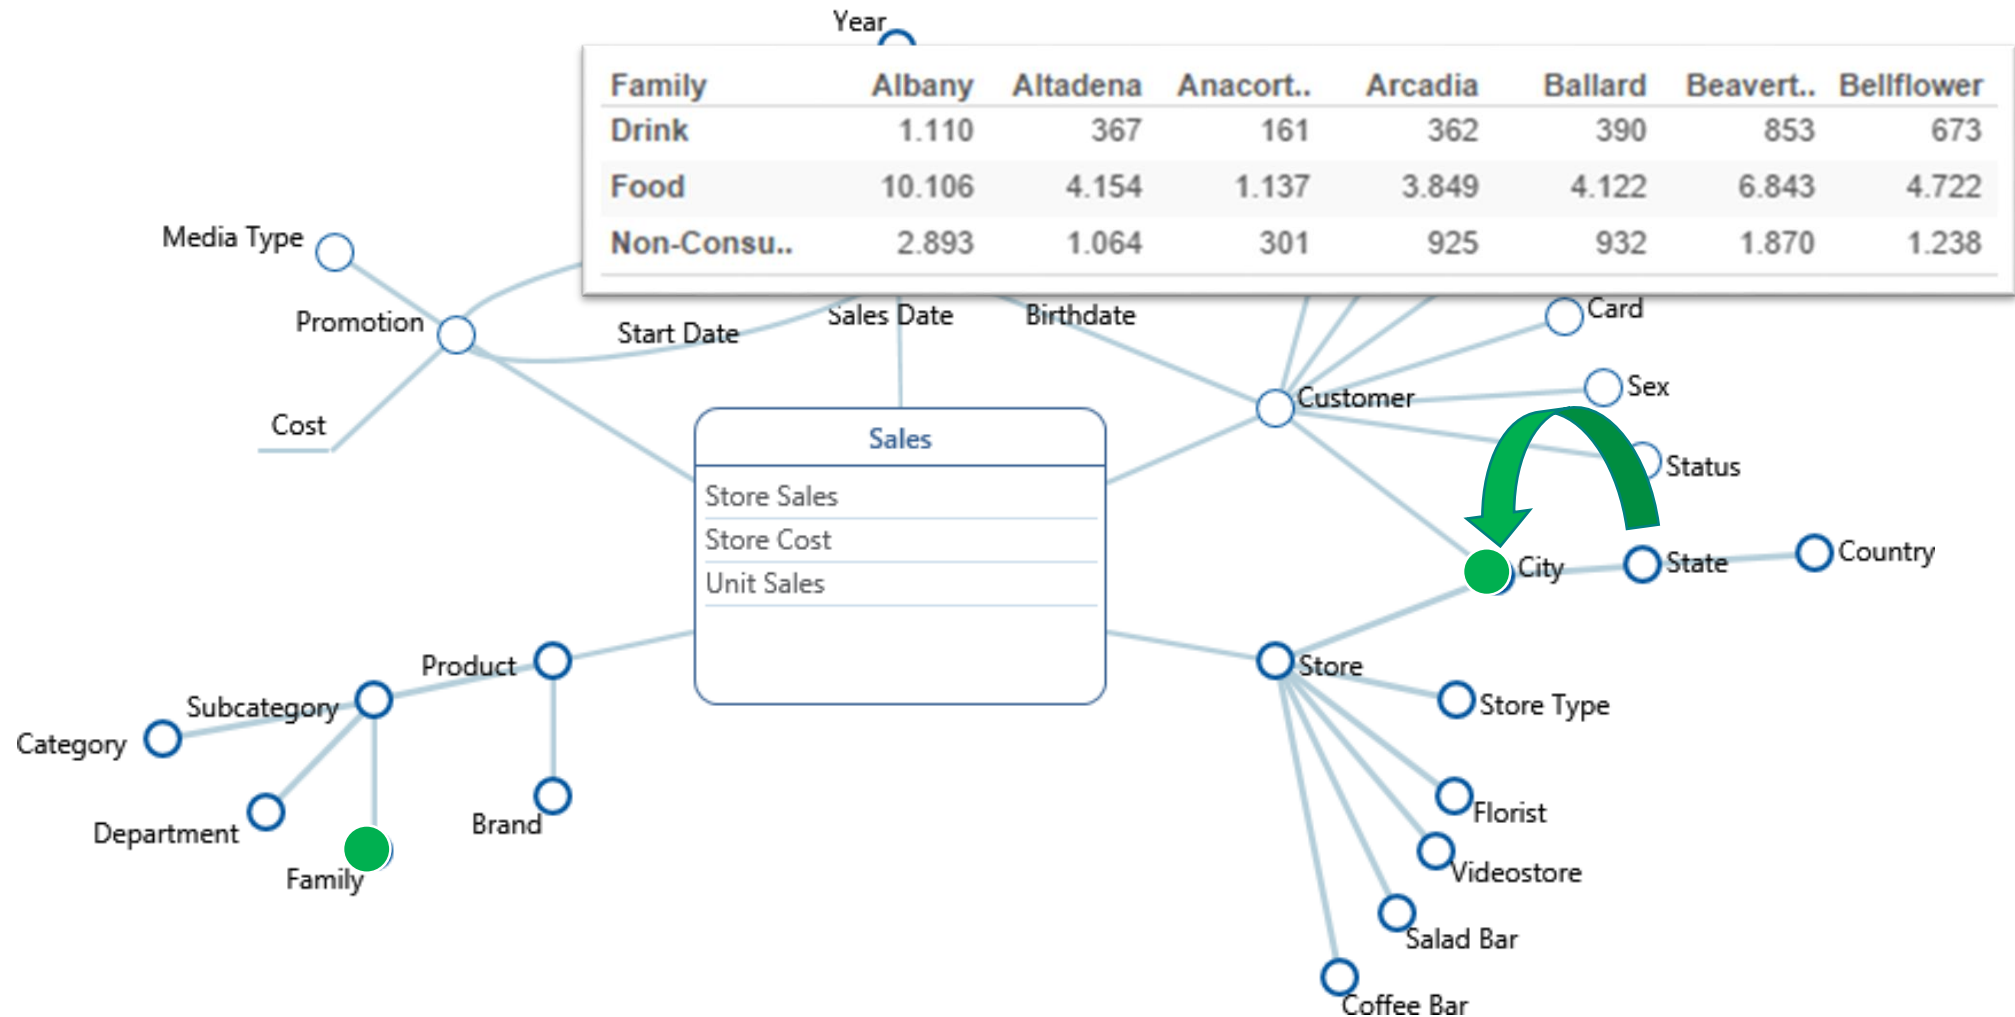 Year
Family Albany Altadena Anacort.. Arcadia Ballard Beavert.. Bellflower
Drink 1.110 367 161 362 390 853 673
Food 10.106 4.154 1.137 3.849 4.122 6.843 4.722
Non-Consu.. 2.893 1.064 301 925 932 1.870 1.238
Media Type
Promotion
Start Date
Sales Date
Birthdate
Card
Cost
Customer
Sex
Sales
Status
Store Sales
Store Cost
Unit Sales
City
State
Country
Product
Store
Subcategory
Store Type
Category
Department
Brand
Florist
Family
Videostore
Salad Bar
Coffee Bar